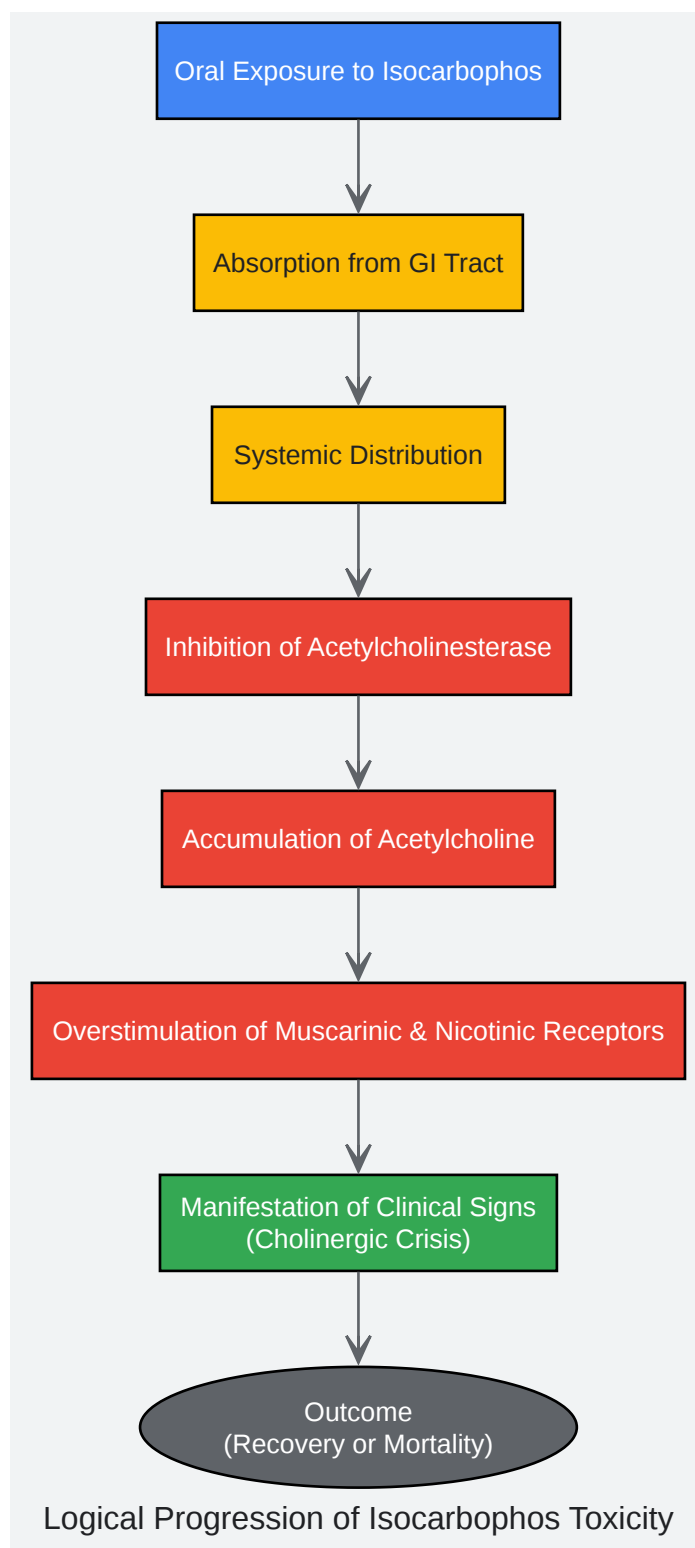 Oral Exposure to Isocarbophos
Absorption from GI Tract
Systemic Distribution
Inhibition of Acetylcholinesterase
Accumulation of Acetylcholine
Overstimulation of Muscarinic & Nicotinic Receptors
Manifestation of Clinical Signs
(Cholinergic Crisis)
Outcome
(Recovery or Mortality)
Logical Progression of Isocarbophos Toxicity